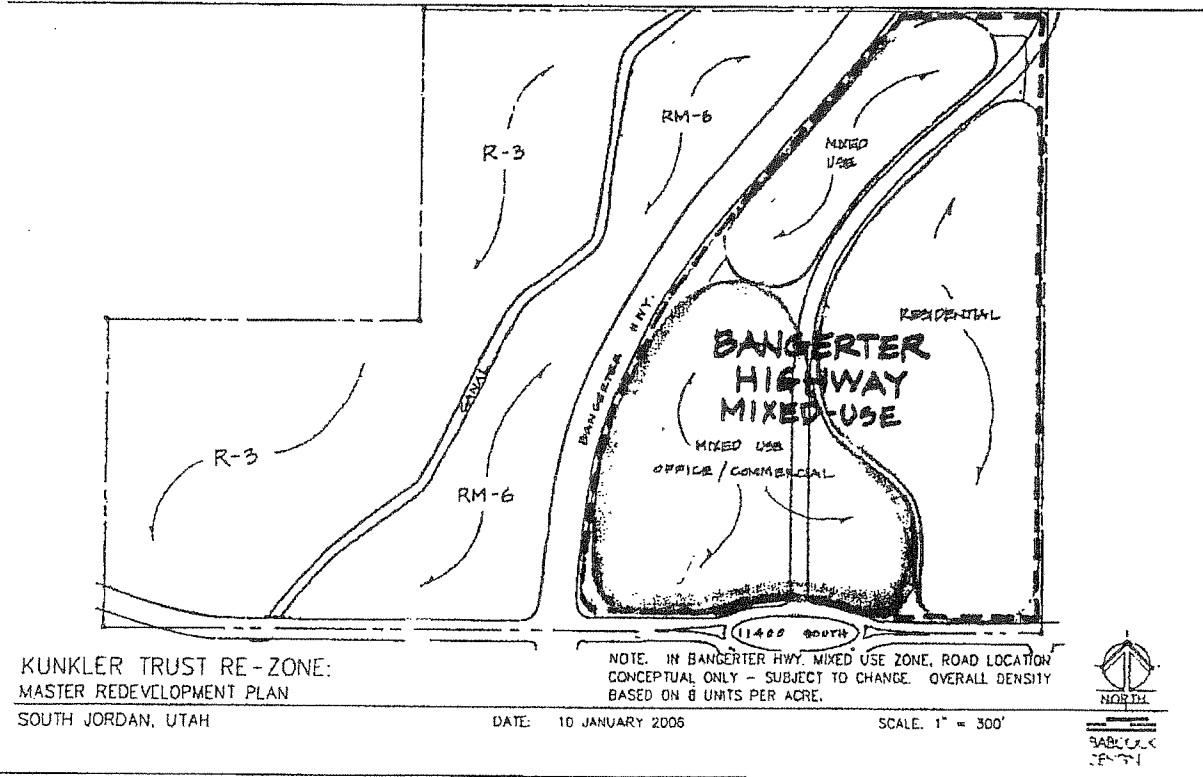 R-3
RM-6
MIXED
USE
RESIDENTIAL
BANGERTER
HIGHWAY
MIXED-USE
BANGERTER HWY.
CANAL
MIXED USE
OFFICE / COMMERCIAL
R-3
RM-6
11400 SOUTH
KUNKLER TRUST RE-ZONE:
MASTER REDEVELOPMENT PLAN
SOUTH JORDAN, UTAH
NOTE. IN BANGERTER HWY. MIXED USE ZONE, ROAD LOCATION
CONCEPTUAL ONLY - SUBJECT TO CHANGE. OVERALL DENSITY
BASED ON 8 UNITS PER ACRE.
DATE: 10 JANUARY 2006
SCALE. 1" = 300'
NORTH
BABCOCK